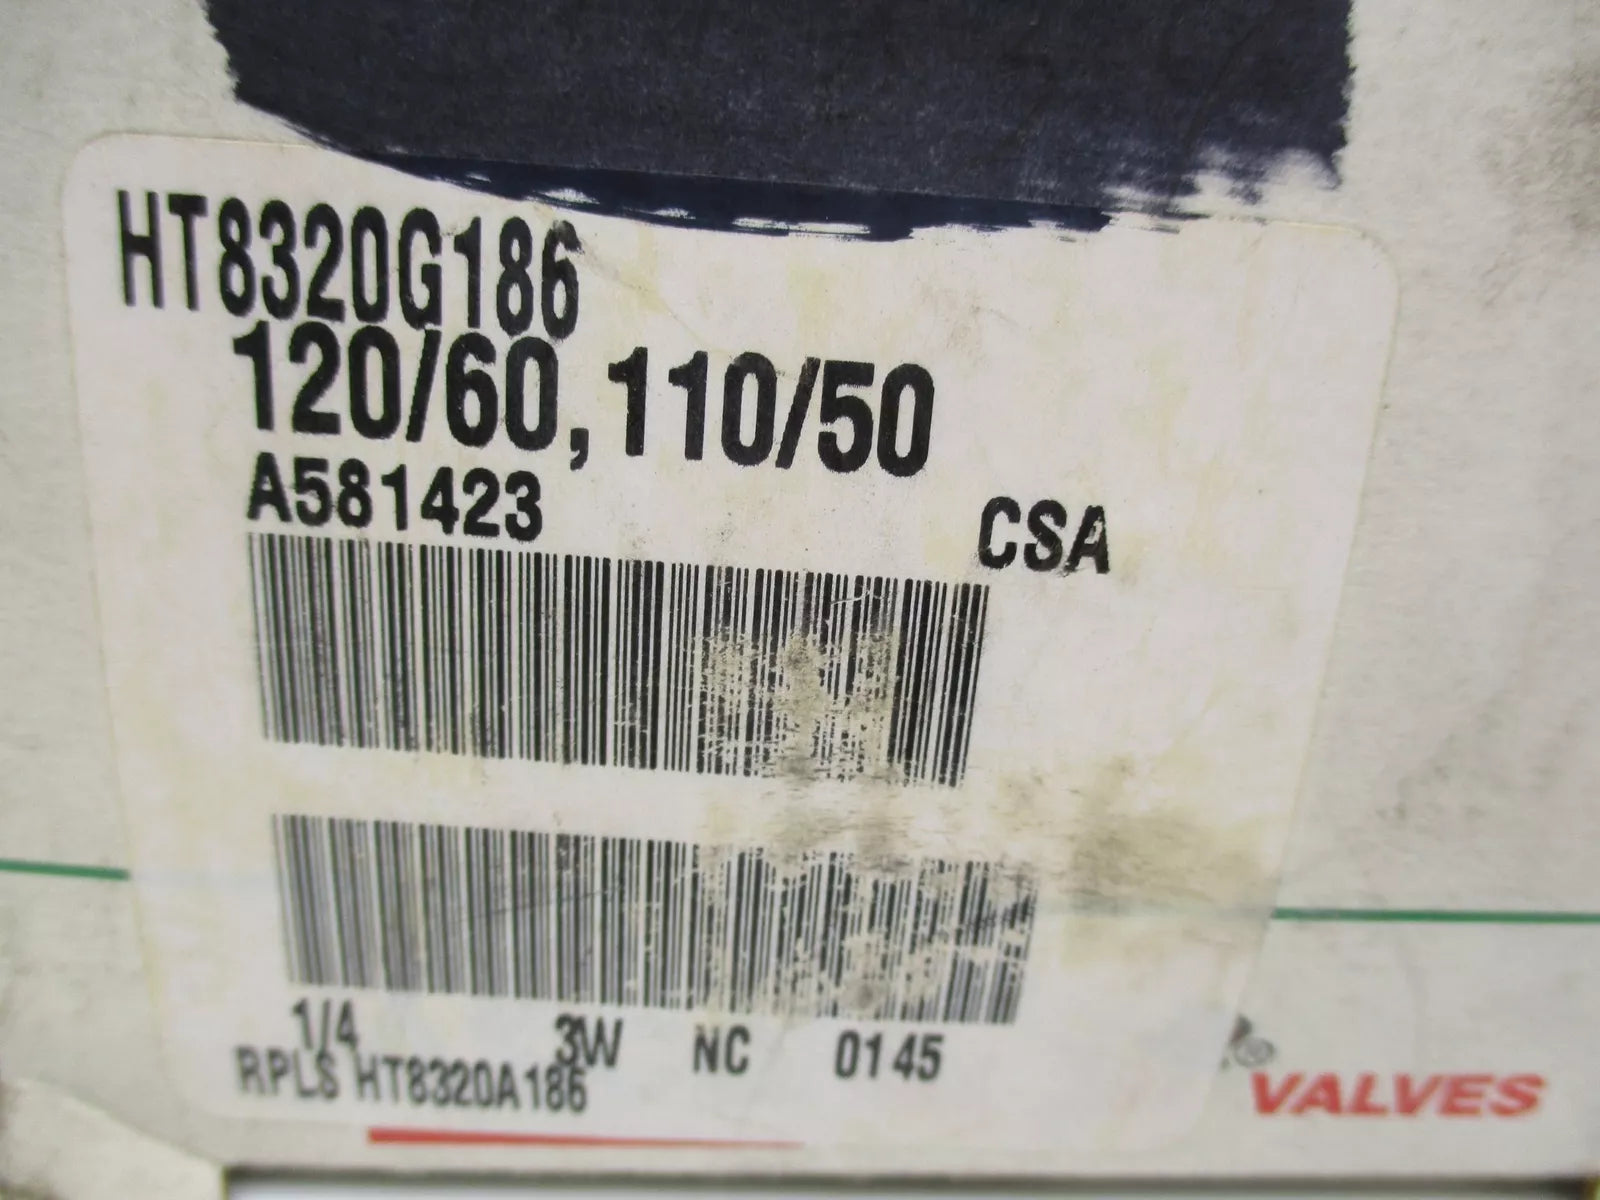 HT8320G186
120/60,110/50
A581423
CSA
1/4 3W NC 0145
RPLS HT8320A186
® VALVES